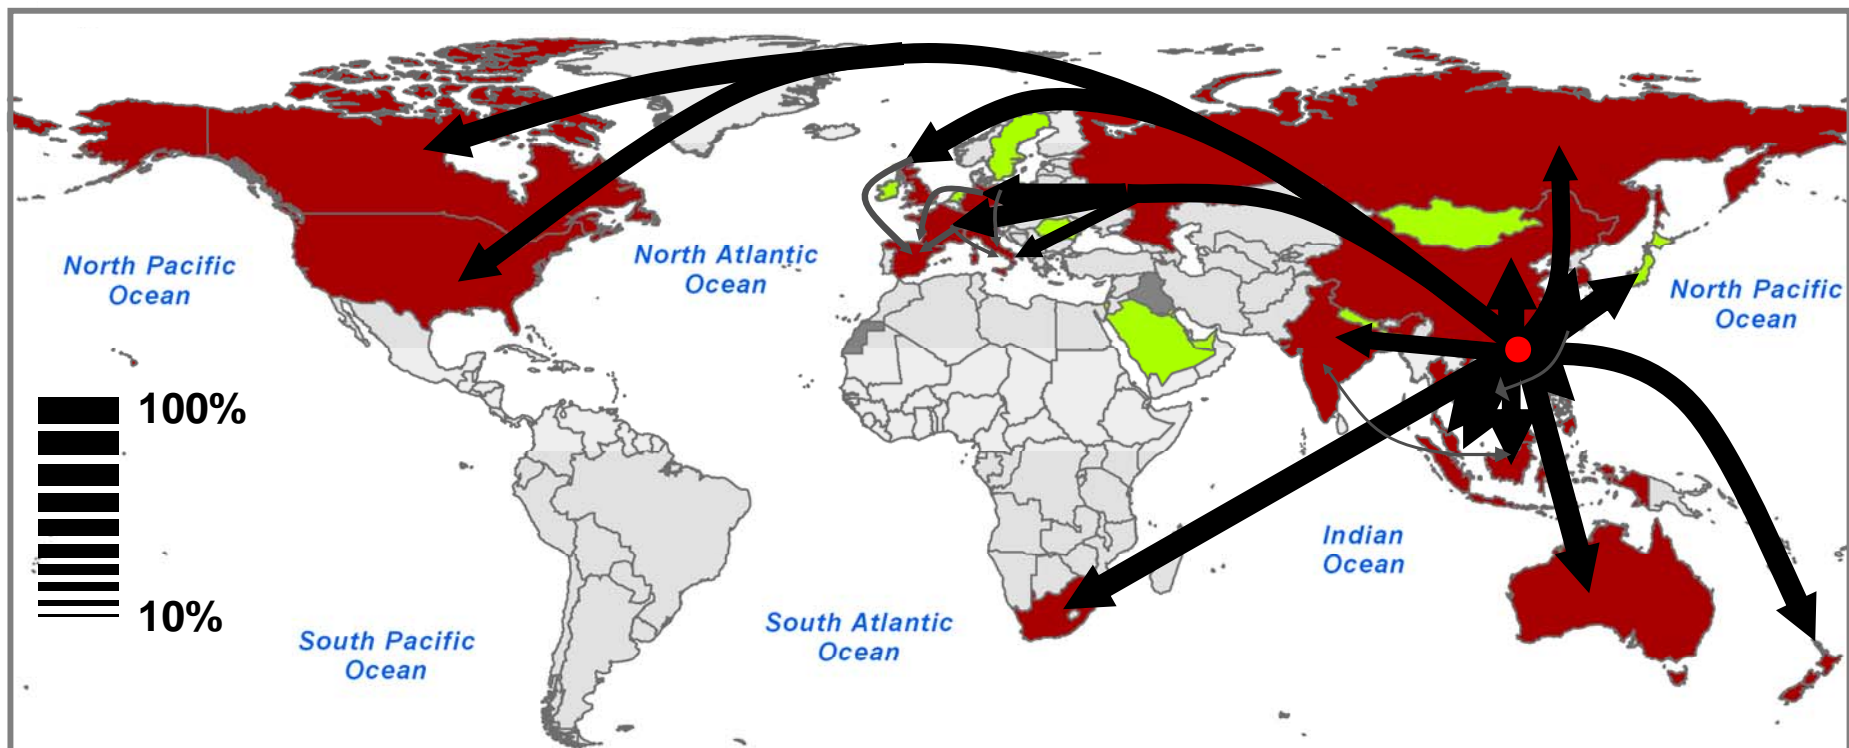 North Pacific
Ocean
North Atlantic
Ocean
North Pacific
Ocean
100%
10%
Indian
Ocean
South Pacific
Ocean
South Atlantic
Ocean